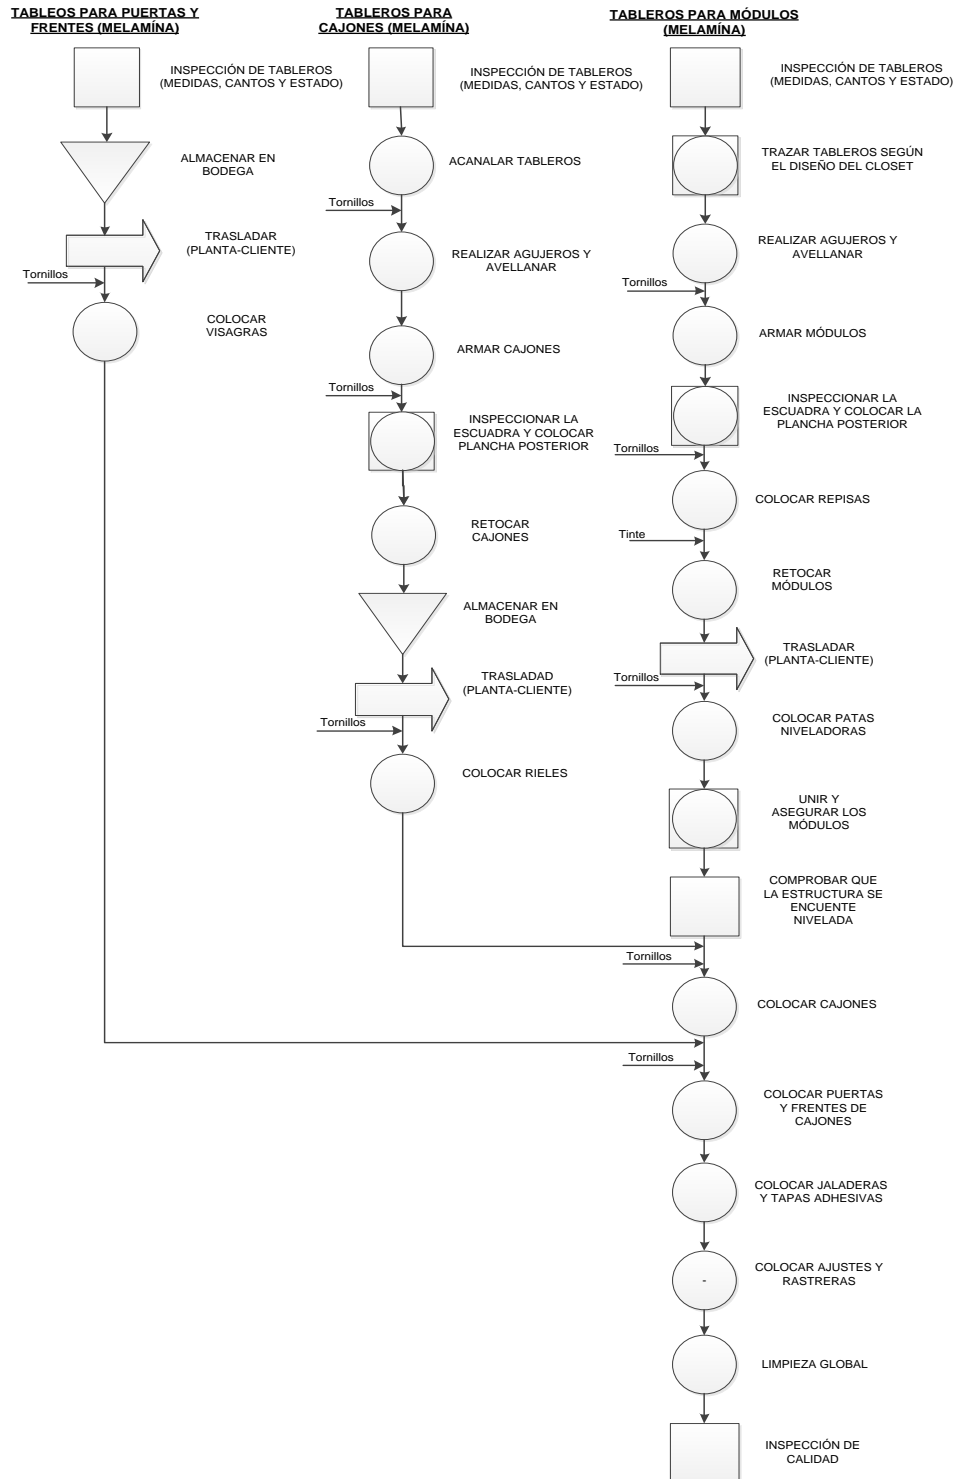 TABLEOS PARA PUERTAS Y
FRENTES (MELAMÍNA)
INSPECCIÓN DE TABLEROS
(MEDIDAS, CANTOS Y ESTADO)
ALMACENAR EN
BODEGA
TRASLADAR
(PLANTA-CLIENTE)
Tornillos
COLOCAR
VISAGRAS
TABLEROS PARA
CAJONES (MELAMÍNA)
INSPECCIÓN DE TABLEROS
(MEDIDAS, CANTOS Y ESTADO)
ACANALAR TABLEROS
Tornillos
REALIZAR AGUJEROS Y
AVELLANAR
ARMAR CAJONES
Tornillos
INSPECCIONAR LA
ESCUADRA Y COLOCAR
PLANCHA POSTERIOR
RETOCAR
CAJONES
ALMACENAR EN
BODEGA
TRASLADAD
(PLANTA-CLIENTE)
Tornillos
COLOCAR RIELES
TABLEROS PARA MÓDULOS
(MELAMÍNA)
INSPECCIÓN DE TABLEROS
(MEDIDAS, CANTOS Y ESTADO)
TRAZAR TABLEROS SEGÚN
EL DISEÑO DEL CLOSET
REALIZAR AGUJEROS Y
AVELLANAR
Tornillos
ARMAR MÓDULOS
INSPECCIONAR LA
ESCUADRA Y COLOCAR LA
PLANCHA POSTERIOR
Tornillos
COLOCAR REPISAS
Tinte
RETOCAR
MÓDULOS
TRASLADAR
(PLANTA-CLIENTE)
Tornillos
COLOCAR PATAS
NIVELADORAS
UNIR Y
ASEGURAR LOS
MÓDULOS
COMPROBAR QUE
LA ESTRUCTURA SE
ENCUENTE
NIVELADA
Tornillos
COLOCAR CAJONES
Tornillos
COLOCAR PUERTAS
Y FRENTES DE
CAJONES
COLOCAR JALADERAS
Y TAPAS ADHESIVAS
-
COLOCAR AJUSTES Y
RASTRERAS
LIMPIEZA GLOBAL
INSPECCIÓN DE
CALIDAD